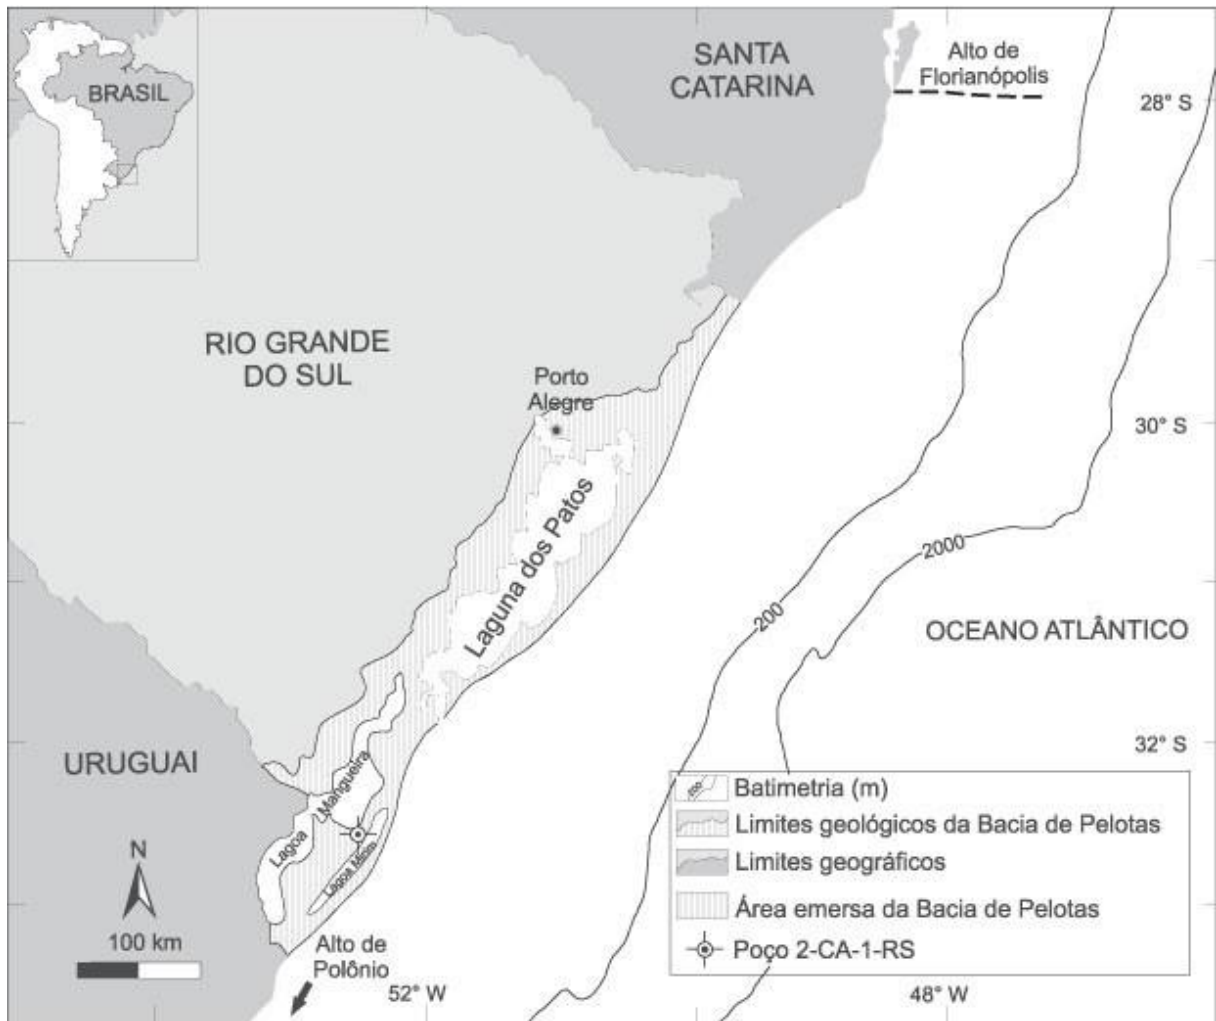 BRASIL
SANTA
CATARINA
Alto de
Florianópolis
28° S
RIO GRANDE
DO SUL
Porto
Alegre
30° S
Laguna dos Patos
2000
200
OCEANO ATLÂNTICO
32° S
URUGUAI
Lagoa Mangueira
Lagoa Mirim
N
100 km
Alto de
Polônio
52° W
48° W
200
Batimetria (m)
Limites geológicos da Bacia de Pelotas
Limites geográficos
Área emersa da Bacia de Pelotas
Poço 2-CA-1-RS